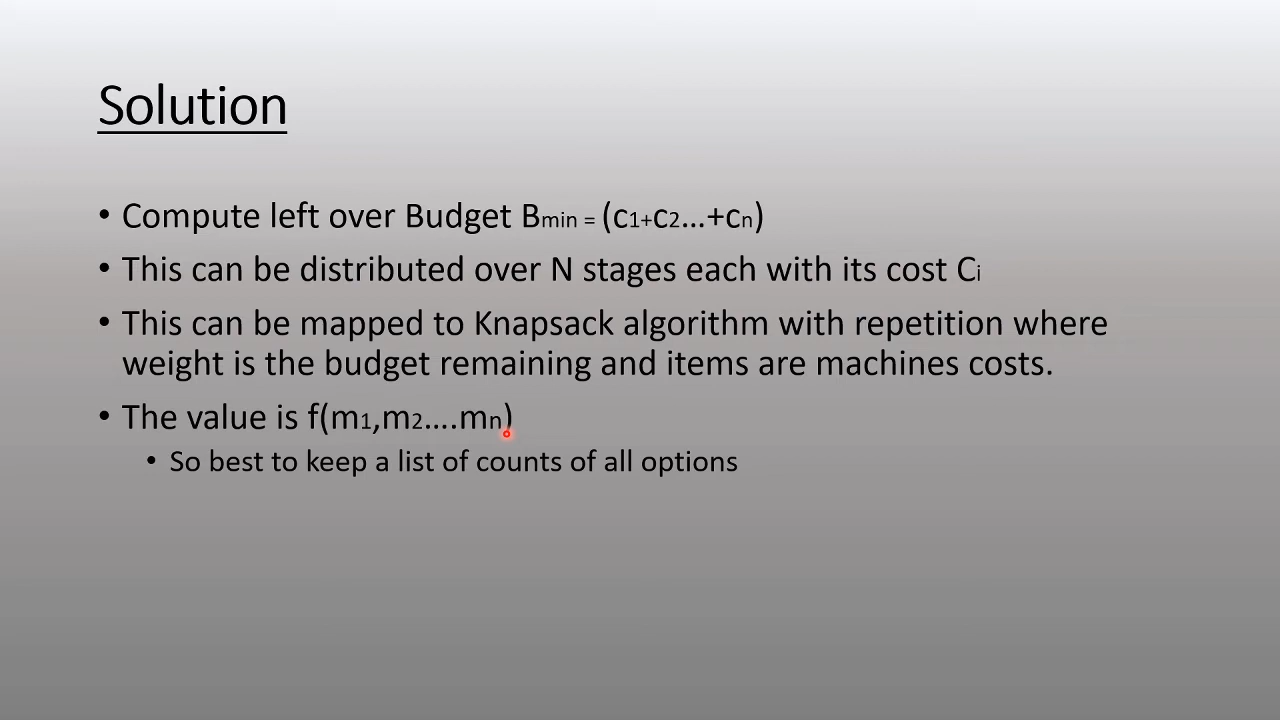 Solution
• Compute left over Budget Bmin = (c1+c2...+cn)
• This can be distributed over N stages each with its cost Ci
• This can be mapped to Knapsack algorithm with repetition where
weight is the budget remaining and items are machines costs.
• The value is f(m1,m2....mn)
• So best to keep a list of counts of all options